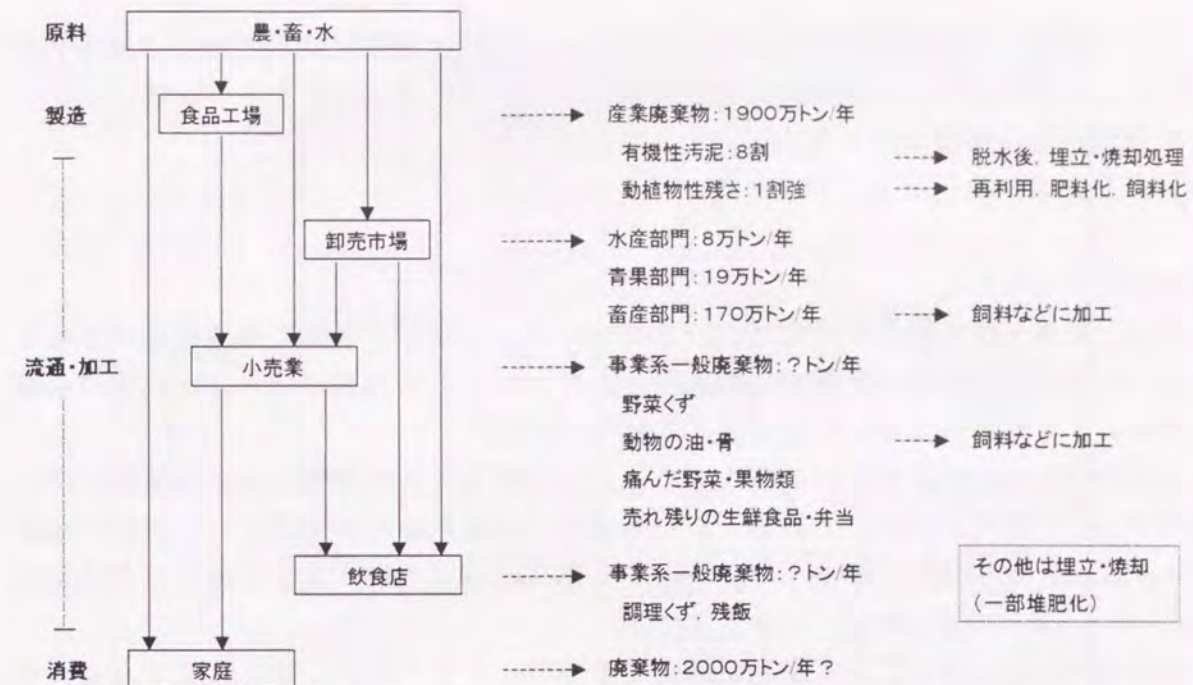 原料
農・畜・水
製造
食品工場
産業廃棄物：1900万トン/年
有機性汚泥：8割
脱水後，埋立・焼却処理
動植物性残さ：1割強
再利用，肥料化，飼料化
卸売市場
水産部門：8万トン/年
青果部門：19万トン/年
畜産部門：170万トン/年
飼料などに加工
流通・加工
小売業
事業系一般廃棄物：？トン/年
野菜くず
動物の油・骨
飼料などに加工
痛んだ野菜・果物類
売れ残りの生鮮食品・弁当
飲食店
事業系一般廃棄物：？トン/年
調理くず，残飯
その他は埋立・焼却
（一部堆肥化）
消費
家庭
廃棄物：2000万トン/年？